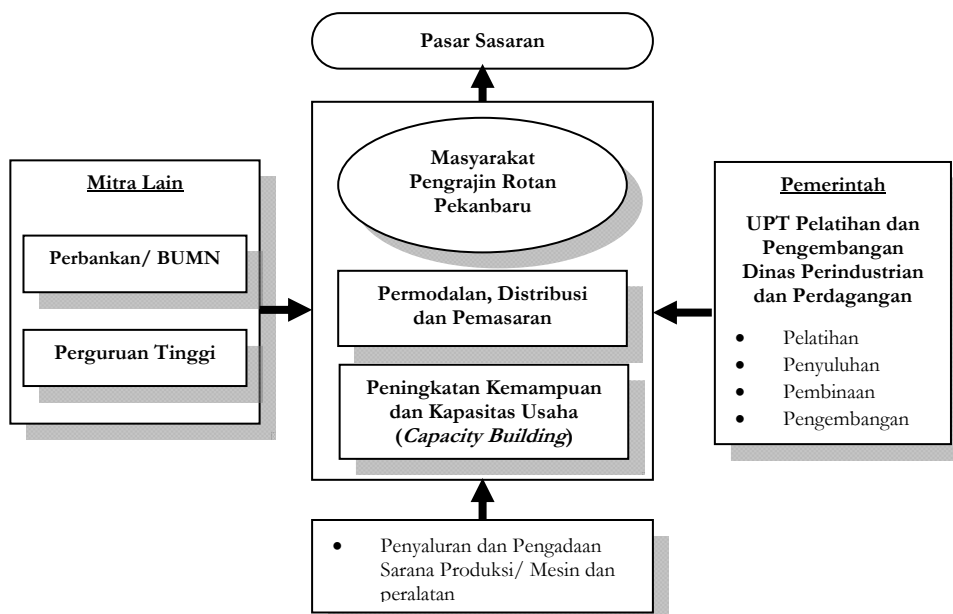 Pasar Sasaran
Masyarakat
Pengrajin Rotan
Pekanbaru
Mitra Lain
Perbankan/ BUMN
Perguruan Tinggi
Permodalan, Distribusi
dan Pemasaran
Peningkatan Kemampuan
dan Kapasitas Usaha
(Capacity Building)
Pemerintah
UPT Pelatihan dan
Pengembangan
Dinas Perindustrian
dan Perdagangan
• Pelatihan
• Penyuluhan
• Pembinaan
• Pengembangan
• Penyaluran dan Pengadaan
Sarana Produksi/ Mesin dan
peralatan